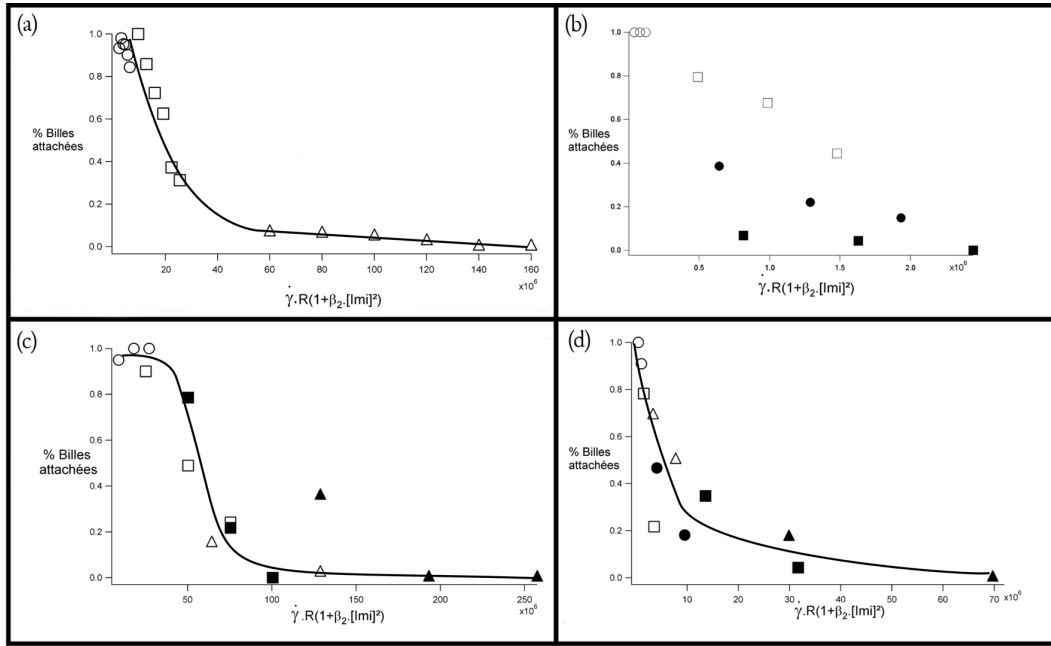 (a)
1.0
0.8
0.6
% Billes
attachées
0.4
0.2
0.0
20 40 60 80 100 120 140 160
x10⁶
γ̇.R(1+β₂.[Imi]²)
(b)
1.0
0.8
0.6
% Billes
attachées
0.4
0.2
0.0
0.5 1.0 1.5 2.0 x10⁶
γ̇.R(1+β₂.[Imi]²)
(c)
1.0
0.8
0.6
% Billes
attachées
0.4
0.2
0.0
50 100 150 200 250
x10⁶
γ̇.R(1+β₂.[Imi]²)
(d)
1.0
0.8
0.6
% Billes
attachées
0.4
0.2
0.0
10 20 30 40 50 60 70 x10⁶
γ̇.R(1+β₂.[Imi]²)